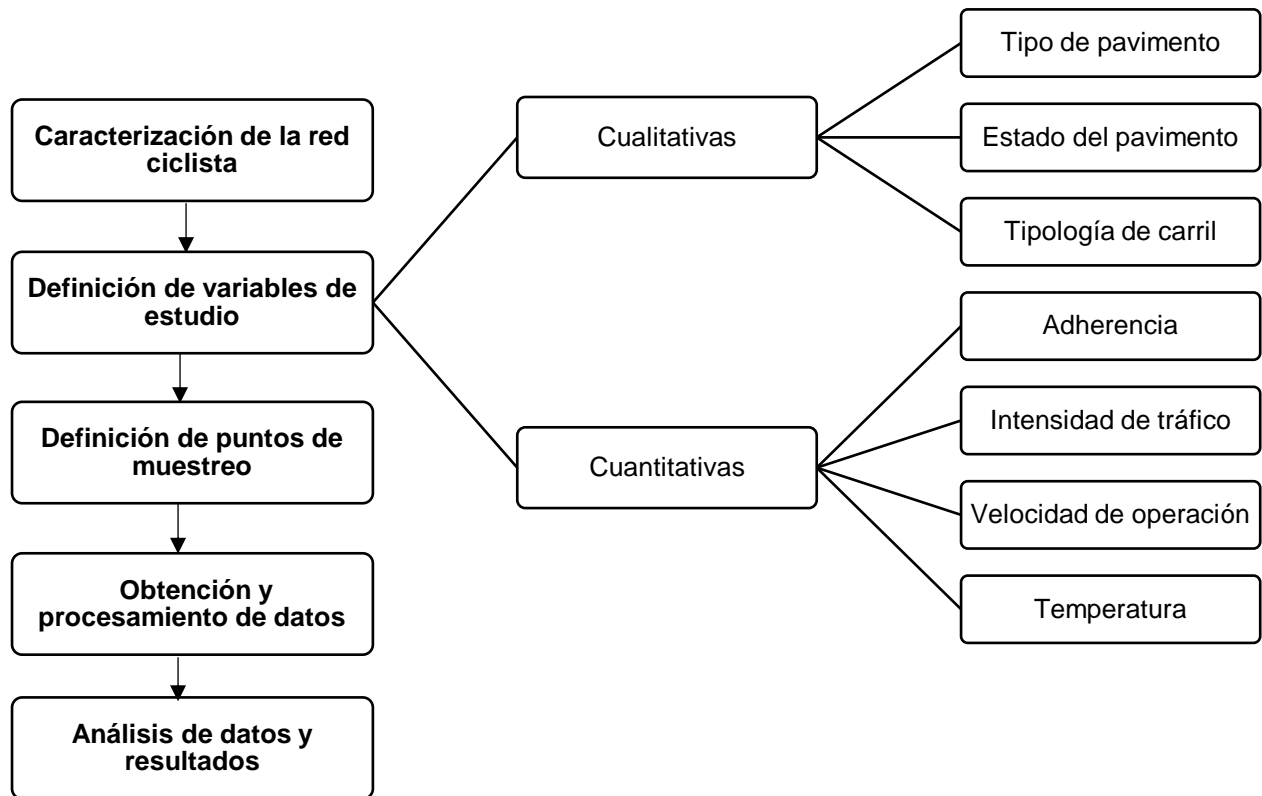 Caracterización de la red
ciclista
Definición de variables de
estudio
Definición de puntos de
muestreo
Obtención y
procesamiento de datos
Análisis de datos y
resultados
Cualitativas
Cuantitativas
Tipo de pavimento
Estado del pavimento
Tipología de carril
Adherencia
Intensidad de tráfico
Velocidad de operación
Temperatura